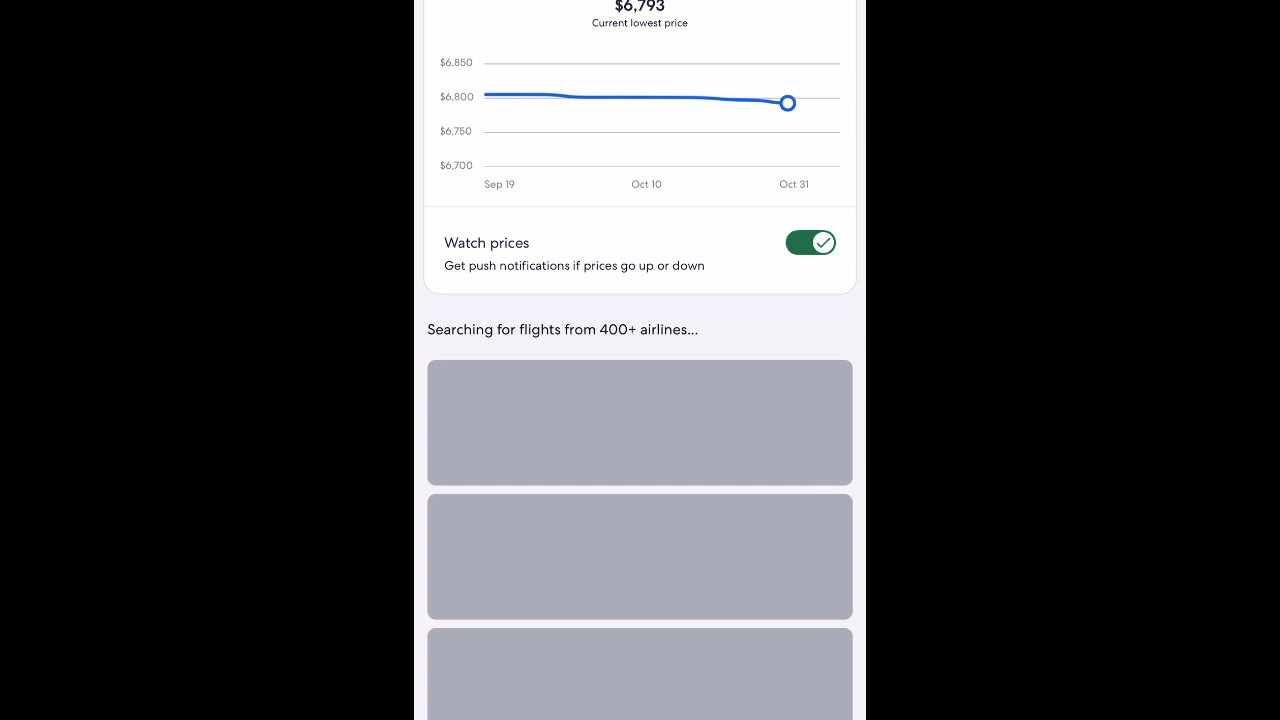 $6,793
Current lowest price
$6,850
$6,800
$6,750
$6,700
Sep 19
Oct 10
Oct 31
Watch prices
Get push notifications if prices go up or down
Searching for flights from 400+ airlines...